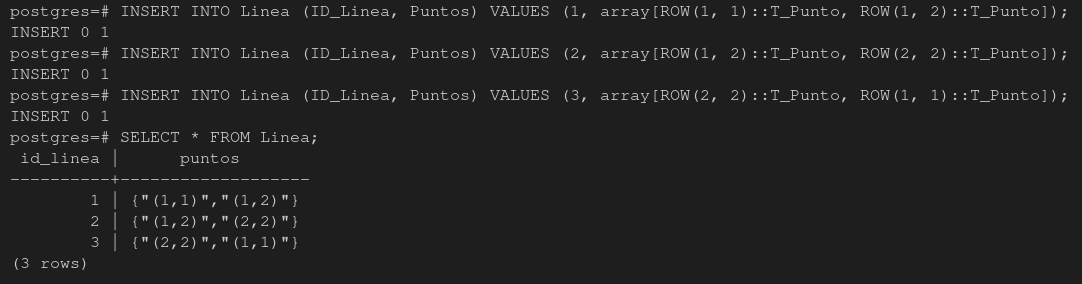 postgres=# INSERT INTO Linea (ID_Linea, Puntos) VALUES (1, array[ROW(1, 1)::T_Punto, ROW(1, 2)::T_Punto]);
INSERT 0 1
postgres=# INSERT INTO Linea (ID_Linea, Puntos) VALUES (2, array[ROW(1, 2)::T_Punto, ROW(2, 2)::T_Punto]);
INSERT 0 1
postgres=# INSERT INTO Linea (ID_Linea, Puntos) VALUES (3, array[ROW(2, 2)::T_Punto, ROW(1, 1)::T_Punto]);
INSERT 0 1
postgres=# SELECT * FROM Linea;
 id_linea |      puntos
----------+-------------------
        1 | {"(1,1)","(1,2)"}
        2 | {"(1,2)","(2,2)"}
        3 | {"(2,2)","(1,1)"}
(3 rows)